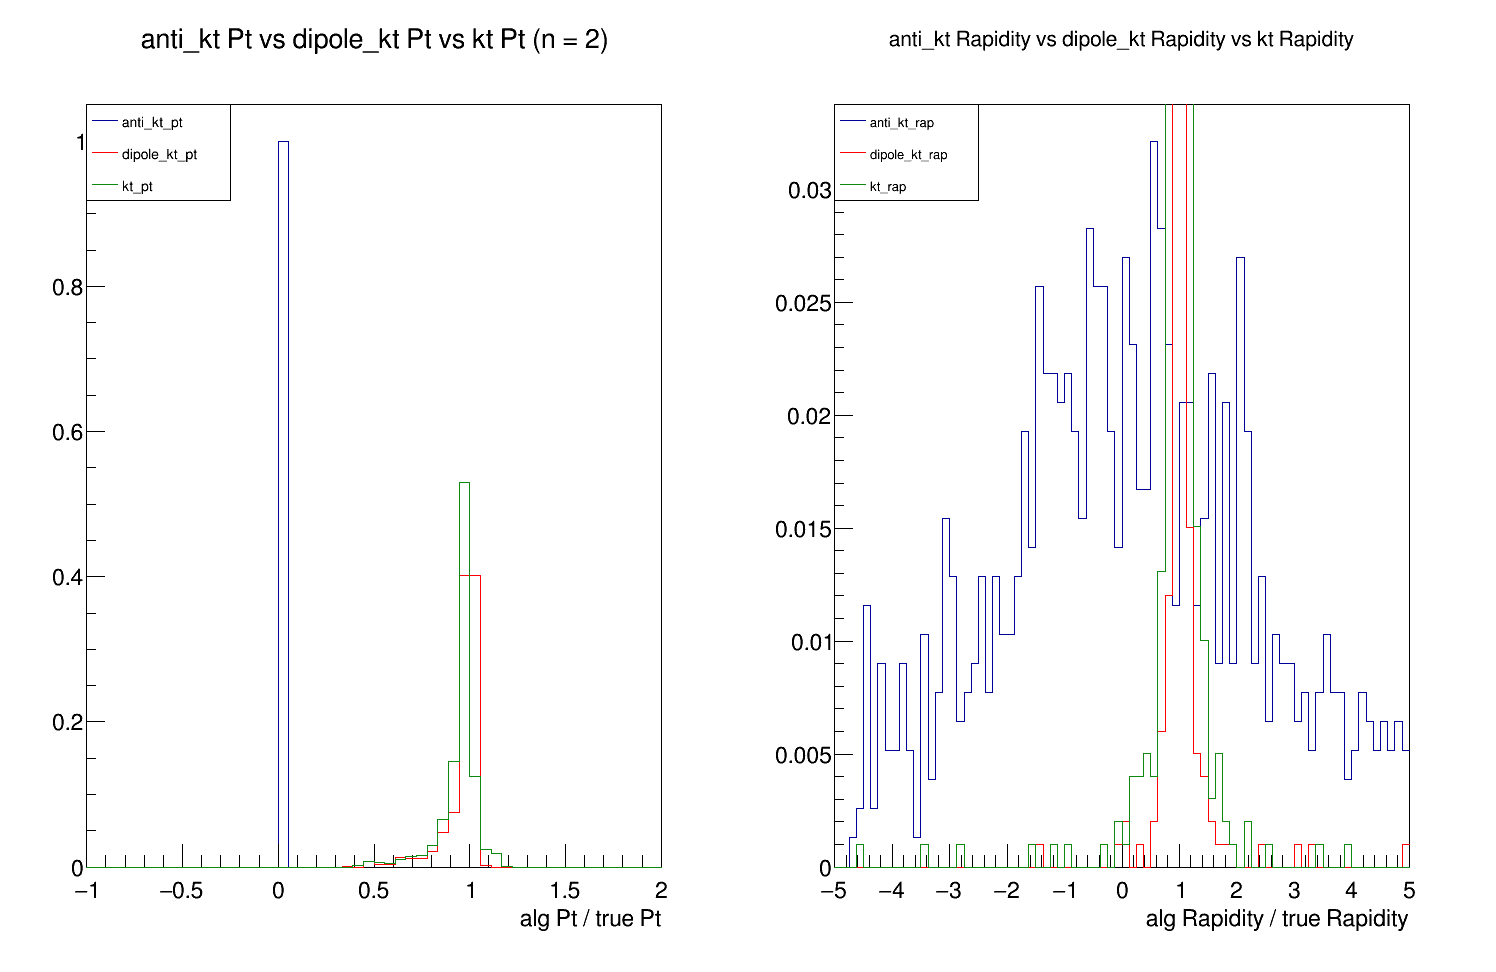 anti_kt Pt vs dipole_kt Pt vs kt Pt (n = 2)
anti_kt_pt
dipole_kt_pt
kt_pt
1
0.8
0.6
0.4
0.2
0
−1 −0.5 0 0.5 1 1.5 2
alg Pt / true Pt
anti_kt Rapidity vs dipole_kt Rapidity vs kt Rapidity
anti_kt_rap
dipole_kt_rap
kt_rap
0.03
0.025
0.02
0.015
0.01
0.005
0
−5 −4 −3 −2 −1 0 1 2 3 4 5
alg Rapidity / true Rapidity